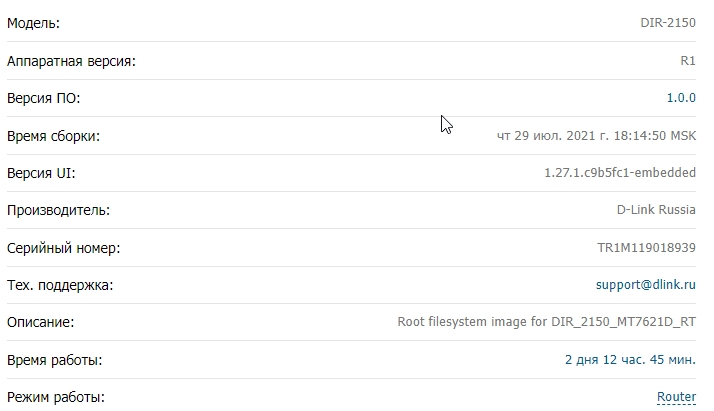 Модель: DIR-2150
Аппаратная версия: R1
Версия ПО: 1.0.0
Время сборки: чт 29 июл. 2021 г. 18:14:50 MSK
Версия UI: 1.27.1.c9b5fc1-embedded
Производитель: D-Link Russia
Серийный номер: TR1M119018939
Тех. поддержка: support@dlink.ru
Описание: Root filesystem image for DIR_2150_MT7621D_RT
Время работы: 2 дня 12 час. 45 мин.
Режим работы: Router